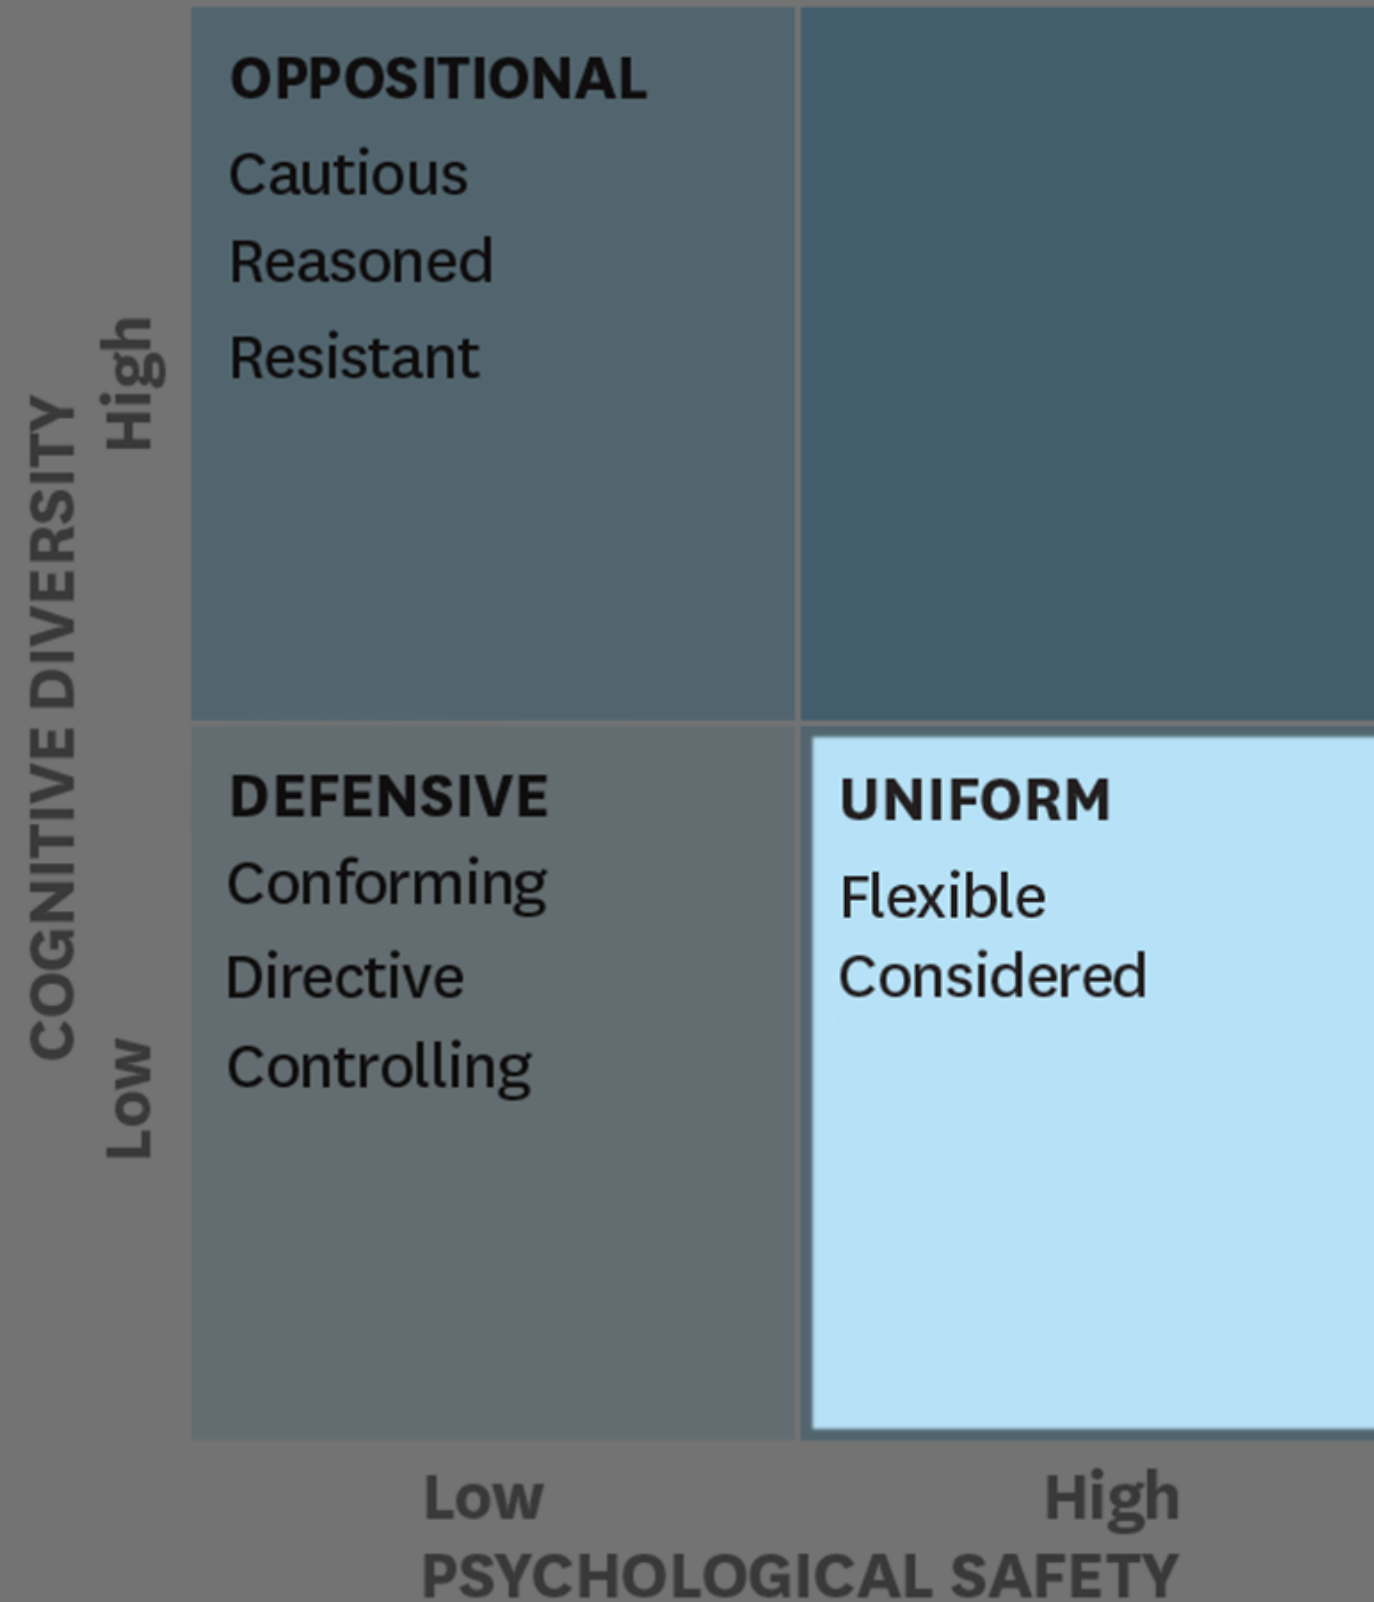 OPPOSITIONAL
Cautious
Reasoned
Resistant
High
COGNITIVE DIVERSITY
Low
DEFENSIVE
Conforming
Directive
Controlling
UNIFORM
Flexible
Considered
Low
High
PSYCHOLOGICAL SAFETY